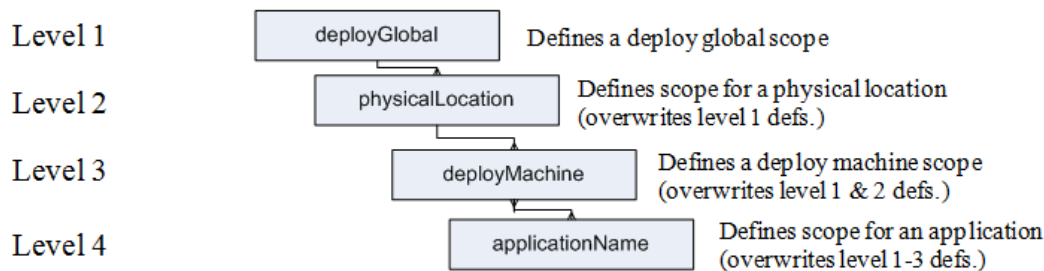 Level 1
deployGlobal
Defines a deploy global scope
Level 2
physicalLocation
Defines scope for a physical location
(overwrites level 1 defs.)
Level 3
deployMachine
Defines a deploy machine scope
(overwrites level 1 & 2 defs.)
Level 4
applicationName
Defines scope for an application
(overwrites level 1-3 defs.)